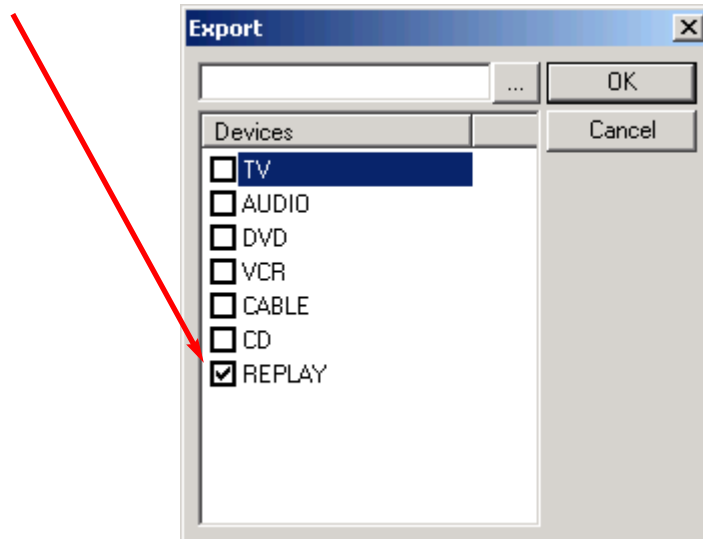 Export
...
OK
Devices
Cancel
TV
AUDIO
DVD
VCR
CABLE
CD
REPLAY